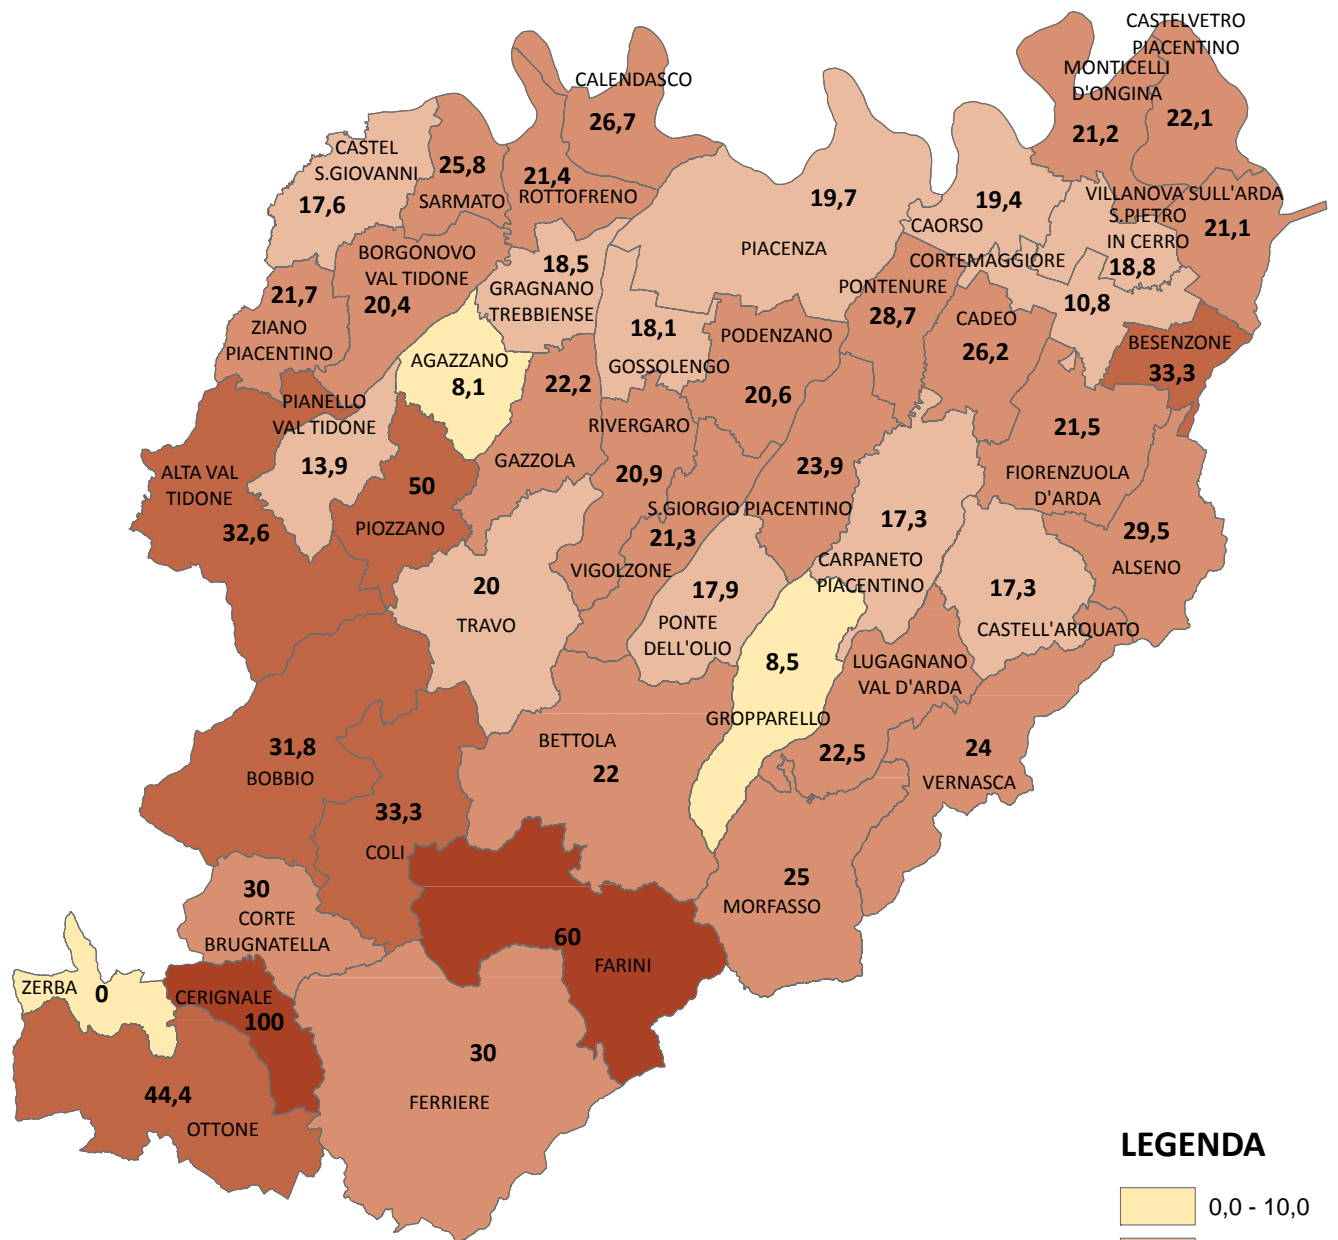 CASTELVETRO
PIACENTINO
22,1
MONTICELLI
D'ONGINA
21,2
CALENDASCO
26,7
CASTEL
S.GIOVANNI
17,6
25,8
SARMATO
21,4
ROTTOFRENO
19,7
PIACENZA
19,4
CAORSO
VILLANOVA SULL'ARDA
21,1
S.PIETRO
IN CERRO
18,8
BORGONOVO
VAL TIDONE
20,4
18,5
GRAGNANO
TREBBIENSE
CORTEMAGGIORE
10,8
PONTENURE
28,7
21,7
ZIANO
PIACENTINO
18,1
GOSSOLENGO
PODENZANO
20,6
CADEO
26,2
BESENZONE
33,3
AGAZZANO
8,1
22,2
GAZZOLA
PIANELLO
VAL TIDONE
13,9
RIVERGARO
20,9
21,5
FIORENZUOLA
D'ARDA
ALTA VAL
TIDONE
32,6
50
PIOZZANO
23,9
S.GIORGIO PIACENTINO
21,3
VIGOLZONE
17,3
CARPANETO
PIACENTINO
29,5
ALSENO
20
TRAVO
17,9
PONTE
DELL'OLIO
17,3
CASTELL'ARQUATO
8,5
GROPPARELLO
LUGAGNANO
VAL D'ARDA
22,5
31,8
BOBBIO
BETTOLA
22
24
VERNASCA
33,3
COLI
30
CORTE
BRUGNATELLA
25
MORFASSO
60
FARINI
ZERBA
0
CERIGNALE
100
30
FERRIERE
44,4
OTTONE
LEGENDA
0,0 - 10,0